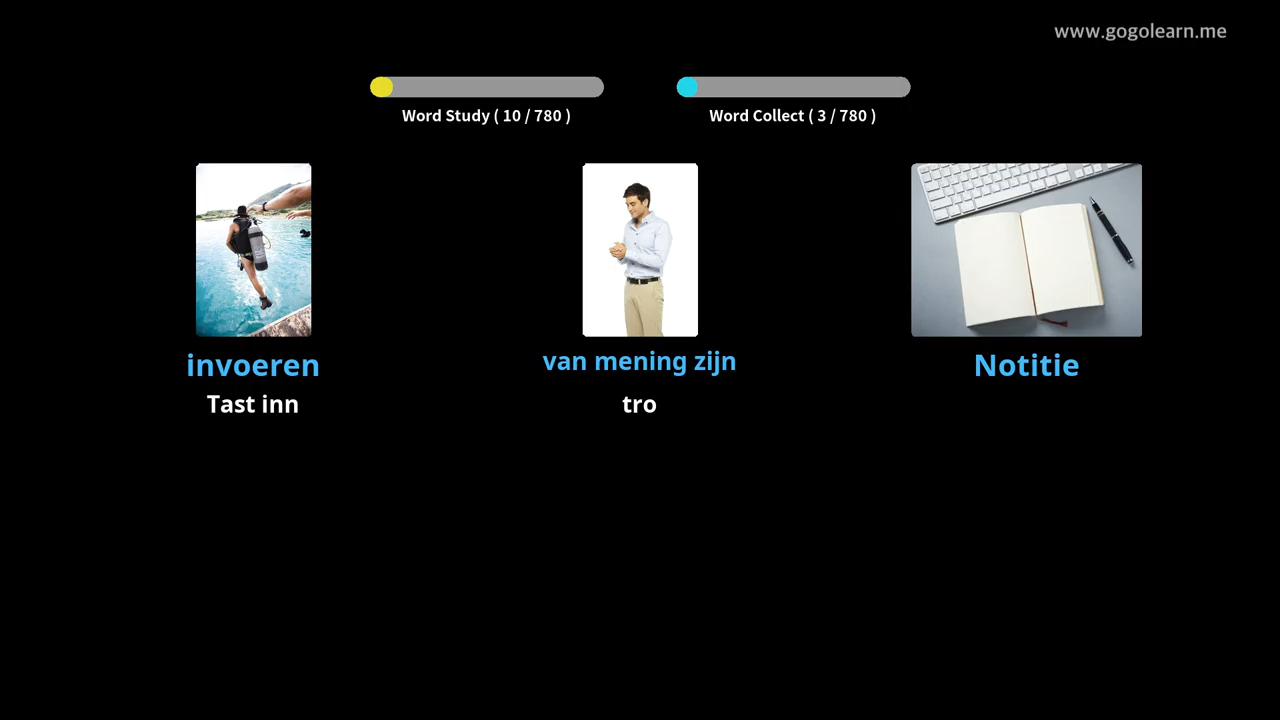 www.gogolearn.me
Word Study ( 10 / 780 )
Word Collect ( 3 / 780 )
invoeren
Tast inn
van mening zijn
tro
Notitie